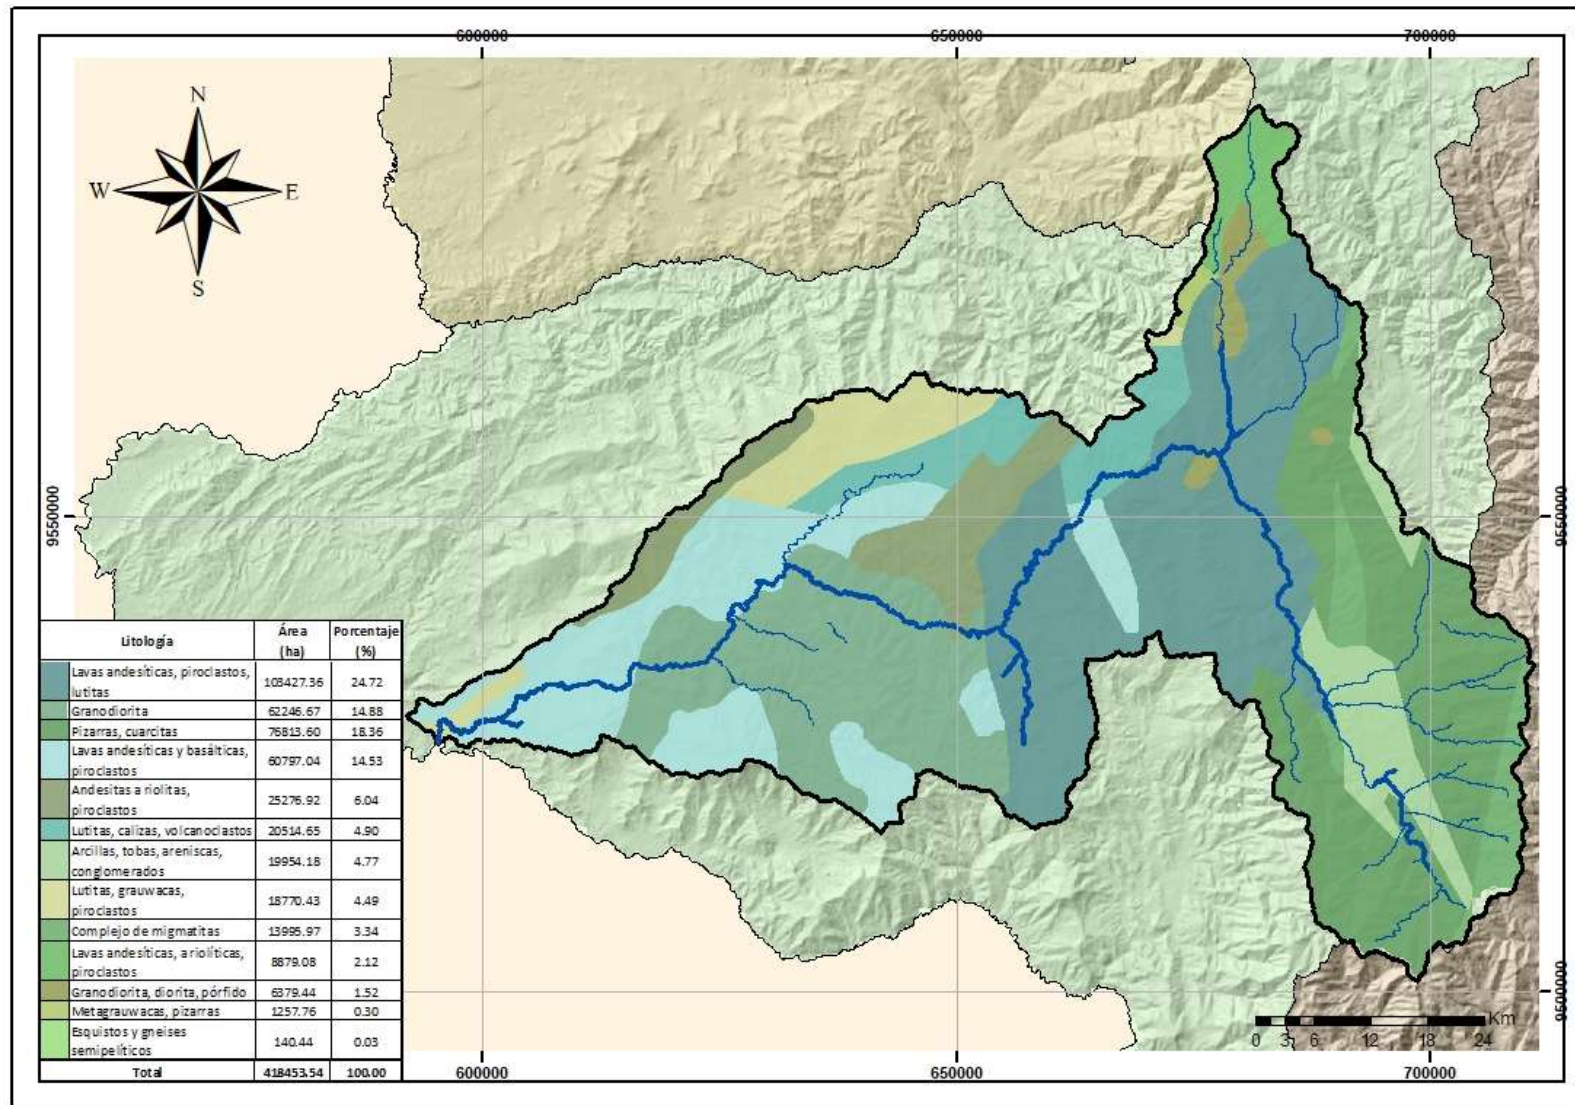 600000 650000 700000
N
W E
S
9550000 9550000
Litología Área (ha) Porcentaje (%)
Lavas andesíticas, piroclastos, lutitas 103427.36 24.72
Granodiorita 62246.67 14.88
Pizarras, cuarcitas 76813.60 18.36
Lavas andesíticas y basálticas, piroclastos 60797.04 14.53
Andesitas a riolitas, piroclastos 25276.92 6.04
Lutitas, calizas, volcanoclastos 20514.65 4.90
Arcillas, tobas, areniscas, conglomerados 19954.18 4.77
Lutitas, grauwacas, piroclastos 18770.43 4.49
Complejo de migmatitas 13995.97 3.34
Lavas andesíticas, a riolíticas, piroclastos 8879.08 2.12
Granodiorita, diorita, pórfido 6379.44 1.52
Metagrauwacas, pizarras 1257.76 0.30
Esquistos y gneises semipelíticos 140.44 0.03
Total 418453.54 100.00
9500000
Km
0 3 6 12 18 24
600000 650000 700000